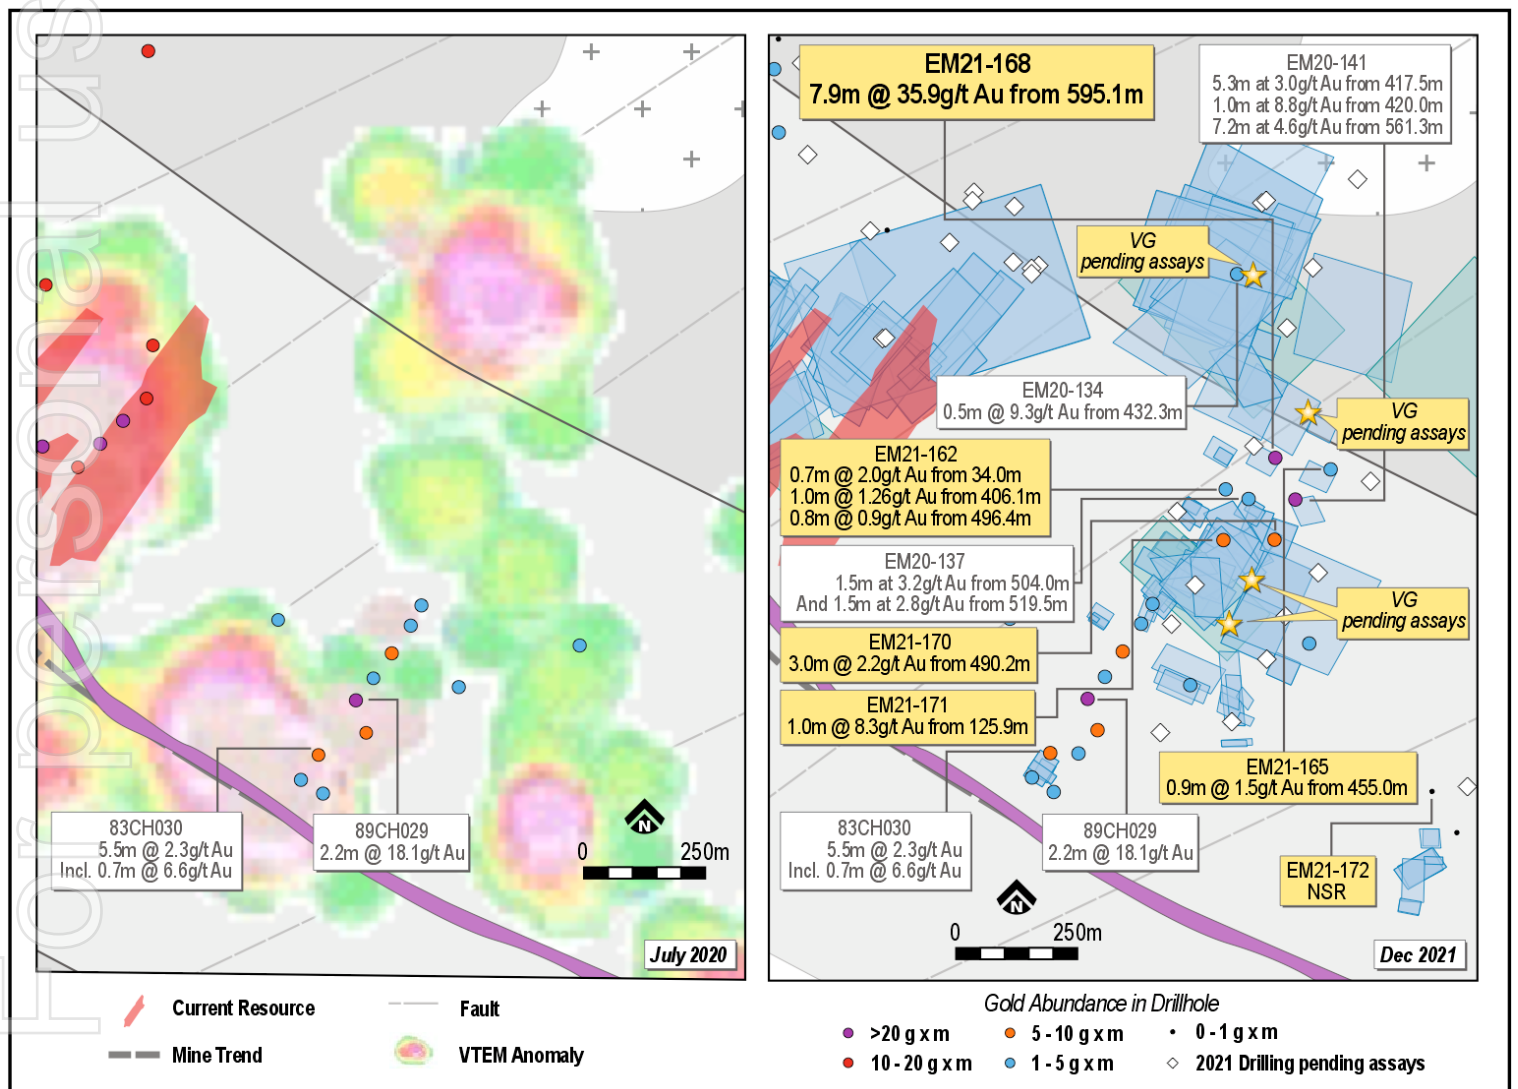 For personal us
83CH030
5.5m @ 2.3g/t Au
Incl. 0.7m @ 6.6g/t Au
89CH029
2.2m @ 18.1g/t Au
N
0 250m
July 2020
EM21-168
7.9m @ 35.9g/t Au from 595.1m
EM20-141
5.3m at 3.0g/t Au from 417.5m
1.0m at 8.8g/t Au from 420.0m
7.2m at 4.6g/t Au from 561.3m
VG
pending assays
EM20-134
0.5m @ 9.3g/t Au from 432.3m
VG
pending assays
EM21-162
0.7m @ 2.0g/t Au from 34.0m
1.0m @ 1.26g/t Au from 406.1m
0.8m @ 0.9g/t Au from 496.4m
EM20-137
1.5m at 3.2g/t Au from 504.0m
And 1.5m at 2.8g/t Au from 519.5m
VG
pending assays
EM21-170
3.0m @ 2.2g/t Au from 490.2m
EM21-171
1.0m @ 8.3g/t Au from 125.9m
EM21-165
0.9m @ 1.5g/t Au from 455.0m
83CH030
5.5m @ 2.3g/t Au
Incl. 0.7m @ 6.6g/t Au
89CH029
2.2m @ 18.1g/t Au
EM21-172
NSR
N
0 250m
Dec 2021
Current Resource
Fault
Mine Trend
VTEM Anomaly
Gold Abundance in Drillhole
>20 g x m
5 - 10 g x m
0 - 1 g x m
10 - 20 g x m
1 - 5 g x m
2021 Drilling pending assays